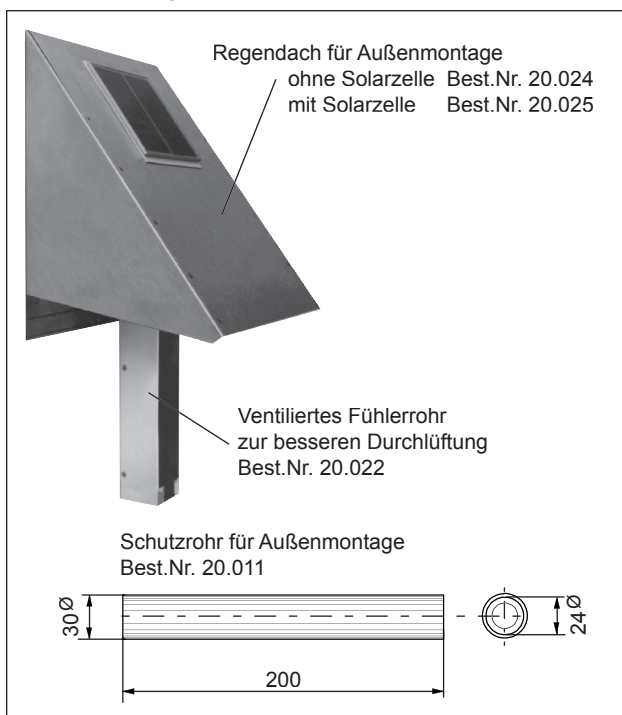 Regendach für Außenmontage
ohne Solarzelle Best.Nr. 20.024
mit Solarzelle Best.Nr. 20.025
Ventiliertes Fühlerrohr
zur besseren Durchlüftung
Best.Nr. 20.022
Schutzrohr für Außenmontage
Best.Nr. 20.011
30Ø
24Ø
200